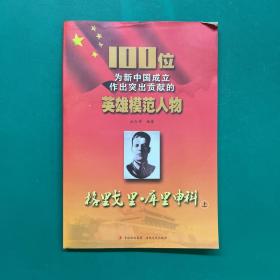 100位
为新中国成立
作出突出贡献的
英雄模范人物
格里戈里·库里申科 上